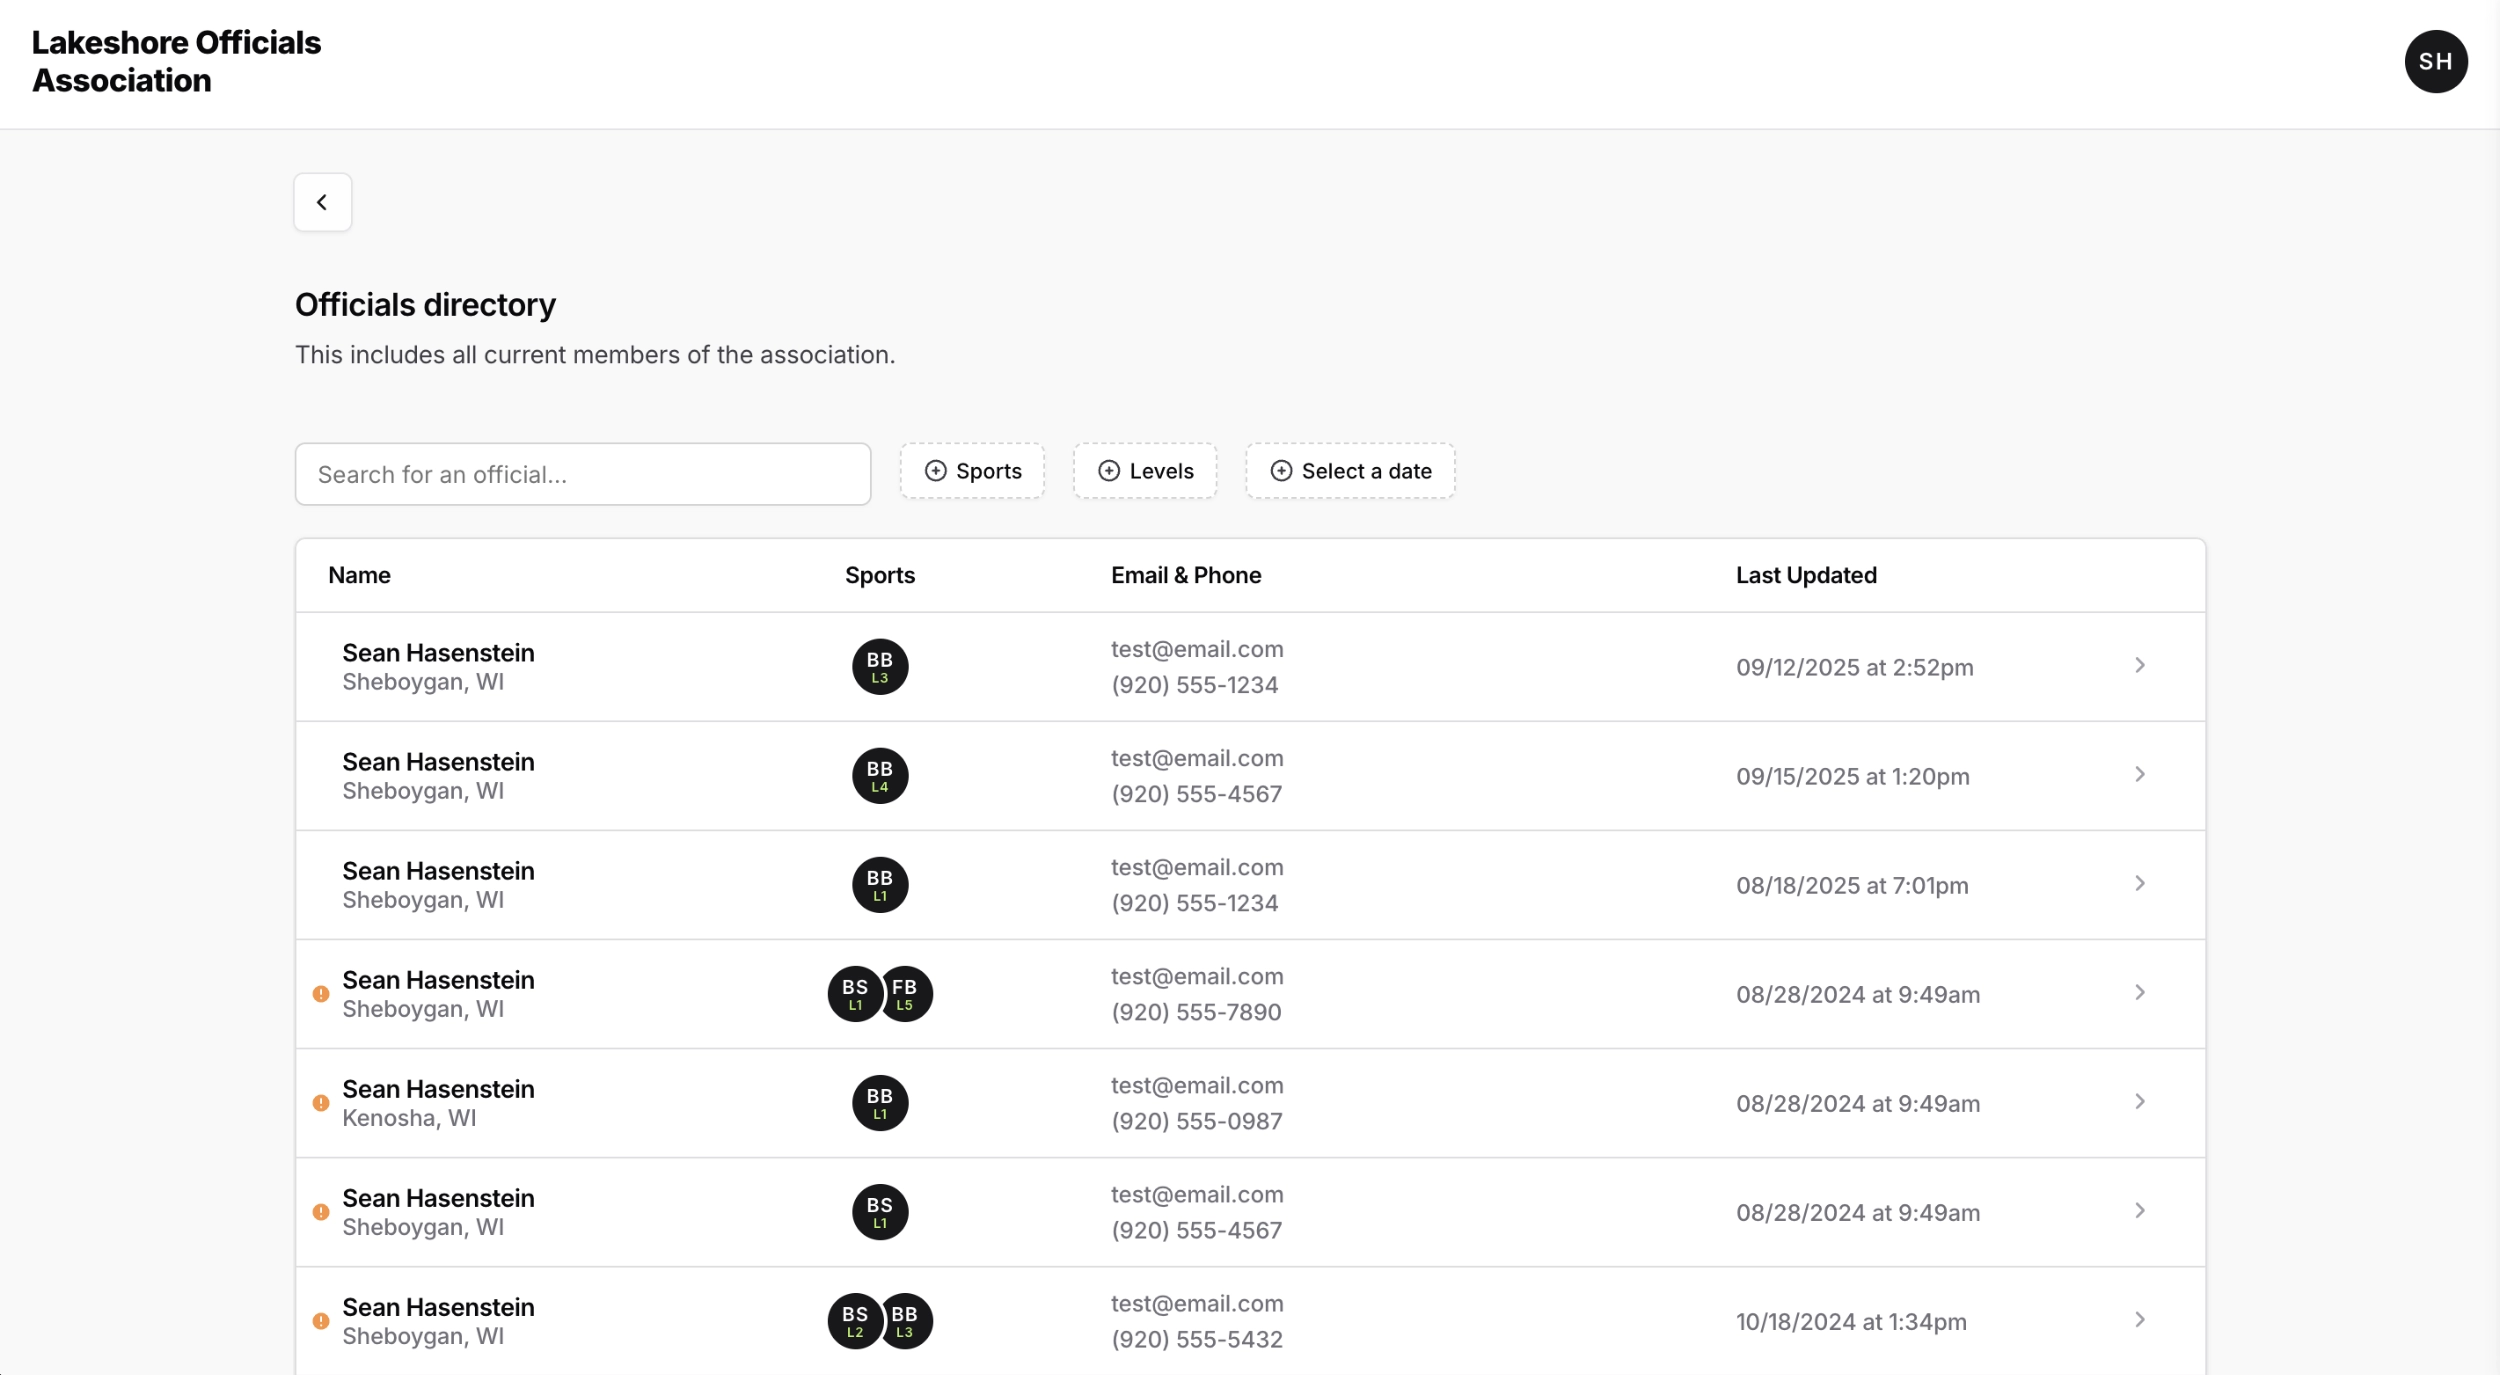 Lakeshore Officials
Association
SH
Officials directory
This includes all current members of the association.
Search for an official...
Sports
Levels
Select a date
Name Sports Email & Phone Last Updated
Sean Hasenstein
Sheboygan, WI
BB
L3
test@email.com
(920) 555-1234
09/12/2025 at 2:52pm
Sean Hasenstein
Sheboygan, WI
BB
L4
test@email.com
(920) 555-4567
09/15/2025 at 1:20pm
Sean Hasenstein
Sheboygan, WI
BB
L1
test@email.com
(920) 555-1234
08/18/2025 at 7:01pm
Sean Hasenstein
Sheboygan, WI
BS
L1
FB
L5
test@email.com
(920) 555-7890
08/28/2024 at 9:49am
Sean Hasenstein
Kenosha, WI
BB
L1
test@email.com
(920) 555-0987
08/28/2024 at 9:49am
Sean Hasenstein
Sheboygan, WI
BS
L1
test@email.com
(920) 555-4567
08/28/2024 at 9:49am
Sean Hasenstein
Sheboygan, WI
BS
L2
BB
L3
test@email.com
(920) 555-5432
10/18/2024 at 1:34pm